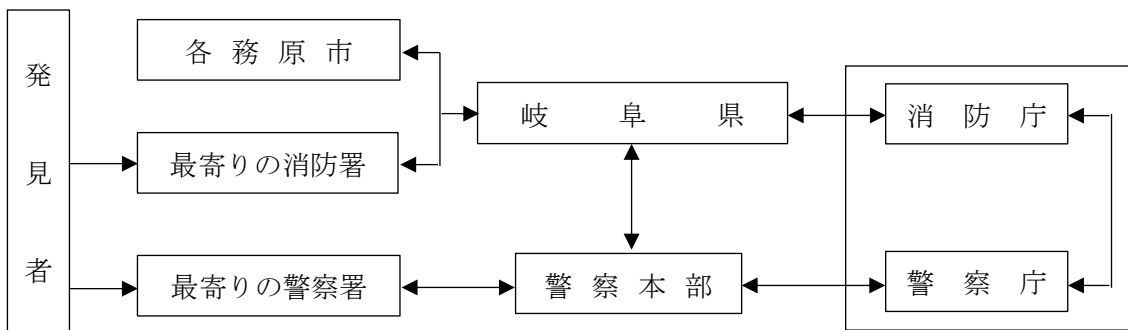 発見者
各務原市
最寄りの消防署
最寄りの警察署
岐阜県
警察本部
消防庁
警察庁